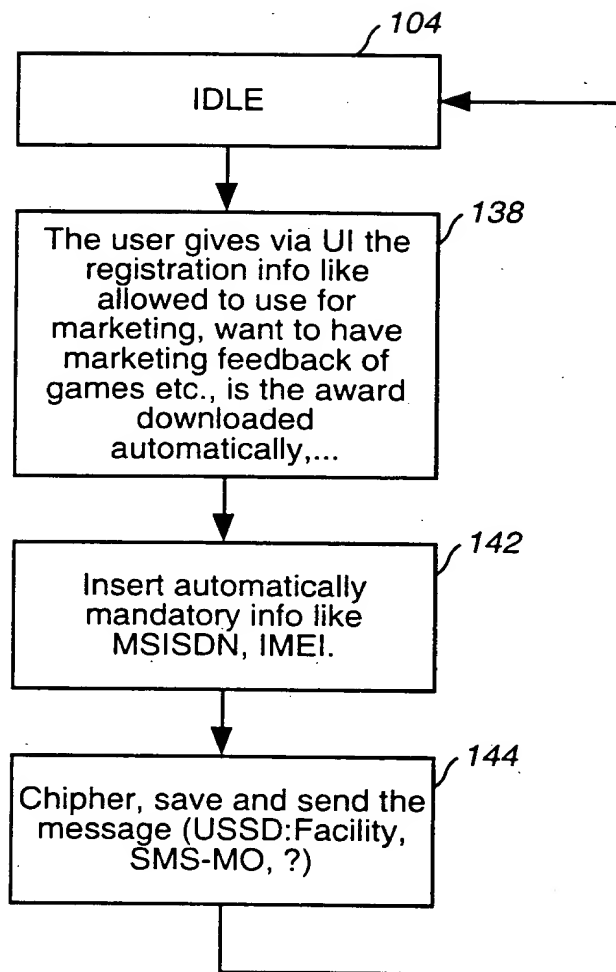 104
IDLE
138
The user gives via UI the
registration info like
allowed to use for
marketing, want to have
marketing feedback of
games etc., is the award
downloaded
automatically,...
142
Insert automatically
mandatory info like
MSISDN, IMEI.
144
Chipher, save and send the
message (USSD:Facility,
SMS-MO, ?)